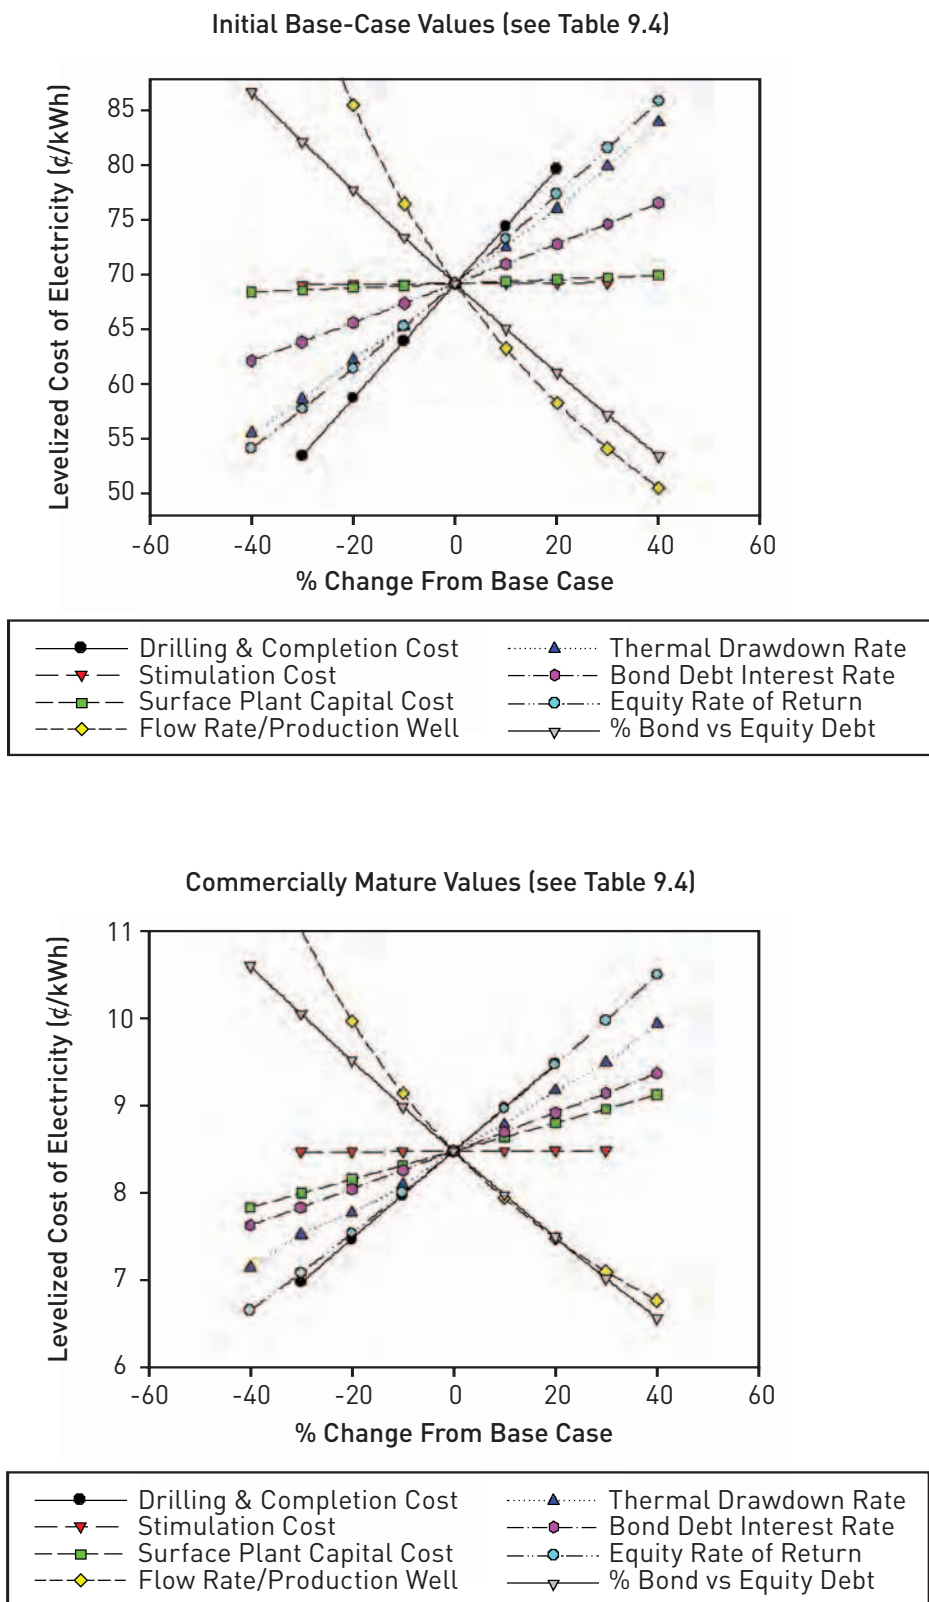 Initial Base-Case Values (see Table 9.4)
Levelized Cost of Electricity (¢/kWh)
85
80
75
70
65
60
55
50
-60 -40 -20 0 20 40 60
% Change From Base Case
Drilling & Completion Cost
Stimulation Cost
Surface Plant Capital Cost
Flow Rate/Production Well
Thermal Drawdown Rate
Bond Debt Interest Rate
Equity Rate of Return
% Bond vs Equity Debt
Commercially Mature Values (see Table 9.4)
Levelized Cost of Electricity (¢/kWh)
11
10
9
8
7
6
-60 -40 -20 0 20 40 60
% Change From Base Case
Drilling & Completion Cost
Stimulation Cost
Surface Plant Capital Cost
Flow Rate/Production Well
Thermal Drawdown Rate
Bond Debt Interest Rate
Equity Rate of Return
% Bond vs Equity Debt